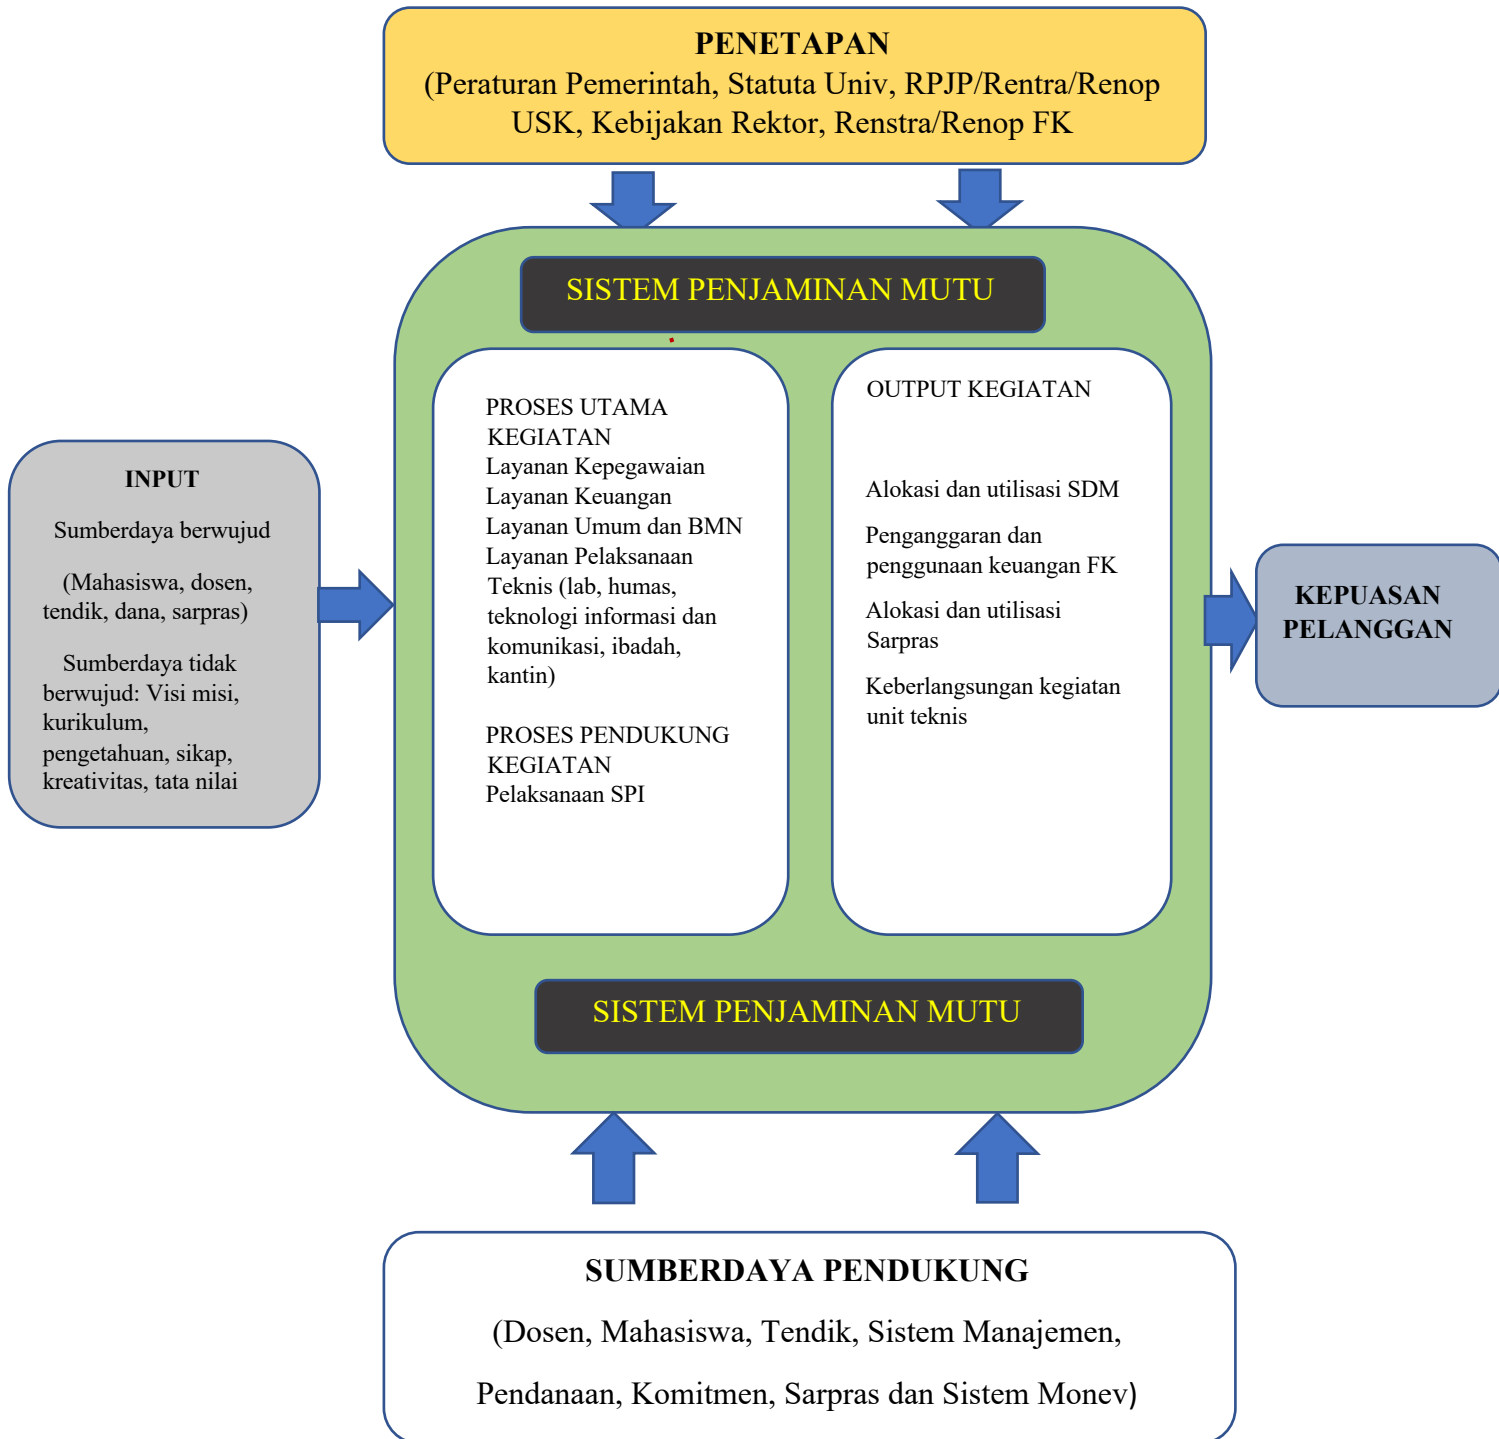 PENETAPAN
(Peraturan Pemerintah, Statuta Univ, RPJP/Rentra/Renop
USK, Kebijakan Rektor, Renstra/Renop FK
SISTEM PENJAMINAN MUTU
INPUT
Sumberdaya berwujud
(Mahasiswa, dosen,
tendik, dana, sarpras)
Sumberdaya tidak
berwujud: Visi misi,
kurikulum,
pengetahuan, sikap,
kreativitas, tata nilai
PROSES UTAMA
KEGIATAN
Layanan Kepegawaian
Layanan Keuangan
Layanan Umum dan BMN
Layanan Pelaksanaan
Teknis (lab, humas,
teknologi informasi dan
komunikasi, ibadah,
kantin)
PROSES PENDUKUNG
KEGIATAN
Pelaksanaan SPI
OUTPUT KEGIATAN
Alokasi dan utilisasi SDM
Penganggaran dan
penggunaan keuangan FK
Alokasi dan utilisasi
Sarpras
Keberlangsungan kegiatan
unit teknis
KEPUASAN
PELANGGAN
SISTEM PENJAMINAN MUTU
SUMBERDAYA PENDUKUNG
(Dosen, Mahasiswa, Tendik, Sistem Manajemen,
Pendanaan, Komitmen, Sarpras dan Sistem Monev)